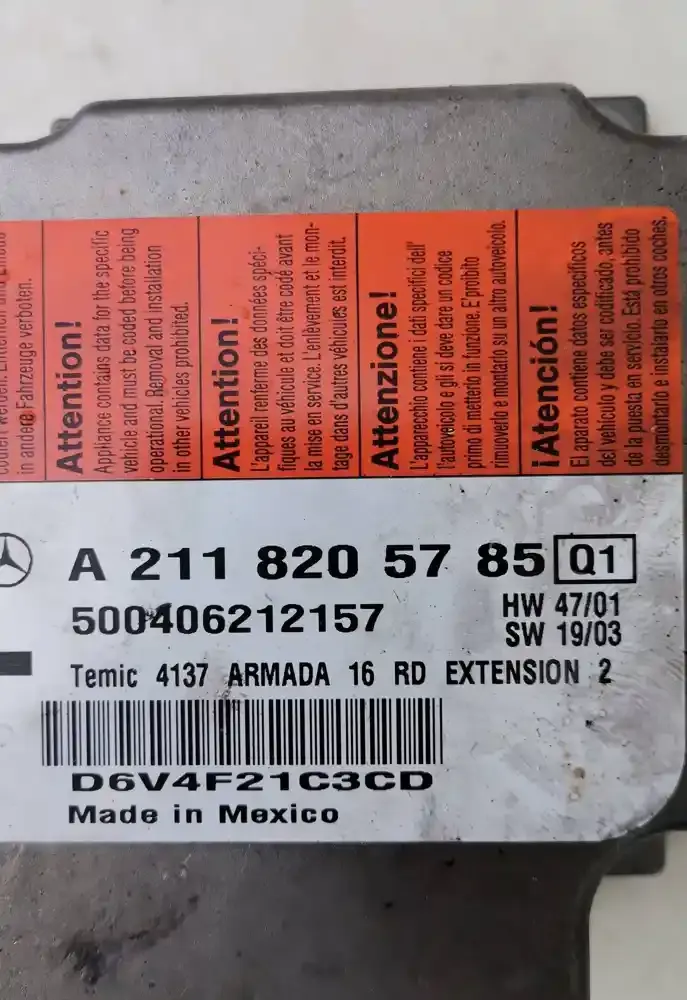 in andere Fahrzeuge verboten.
Attention!
Appliance contains data for the specific
vehicle and must be coded before being
operational. Removal and installation
in other vehicles prohibited.
Attention!
L'appareil renferme des données spéci-
fiques au véhicule et doit être codé avant
la mise en service. L'enlèvement et le mon-
tage dans d'autres véhicules est interdit.
Attenzione!
L'apparecchio contiene i dati specifici dell'
l'autoveicolo e gli si deve dare un codice
primo di metterlo in funzione. E'proibito
rimuoverlo e montarlo su un altro autoveicolo.
¡Atención!
El aparato contiene datos específicos
del vehículo y debe ser codificado antes
de la puesta en servicio. Está prohibido
desmontarlo e instalarlo en otros coches.
A 211 820 57 85 Q1
500406212157 HW 47/01
SW 19/03
Temic 4137 ARMADA 16 RD EXTENSION 2
D6V4F21C3CD
Made in Mexico